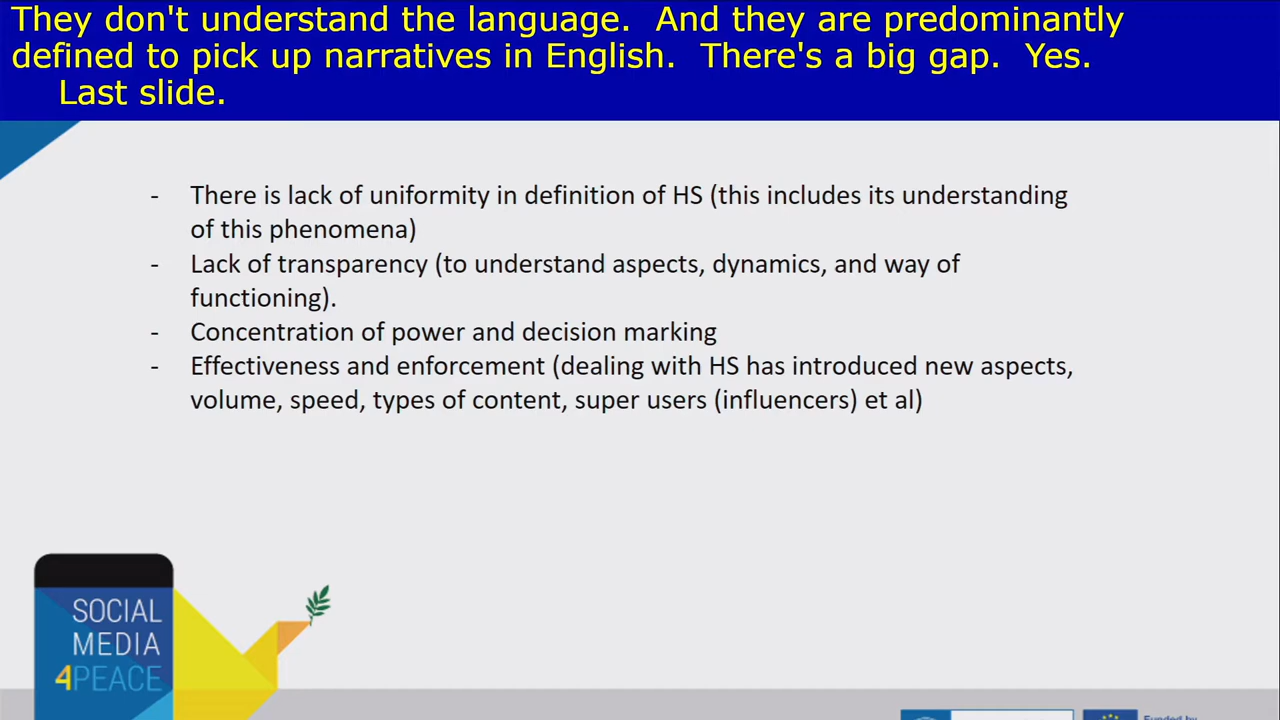 They don't understand the language.  And they are predominantly
defined to pick up narratives in English.  There's a big gap.  Yes.
Last slide.
- There is lack of uniformity in definition of HS (this includes its understanding
of this phenomena)
- Lack of transparency (to understand aspects, dynamics, and way of
functioning).
- Concentration of power and decision marking
- Effectiveness and enforcement (dealing with HS has introduced new aspects,
volume, speed, types of content, super users (influencers) et al)
SOCIAL
MEDIA
4PEACE
Funded by